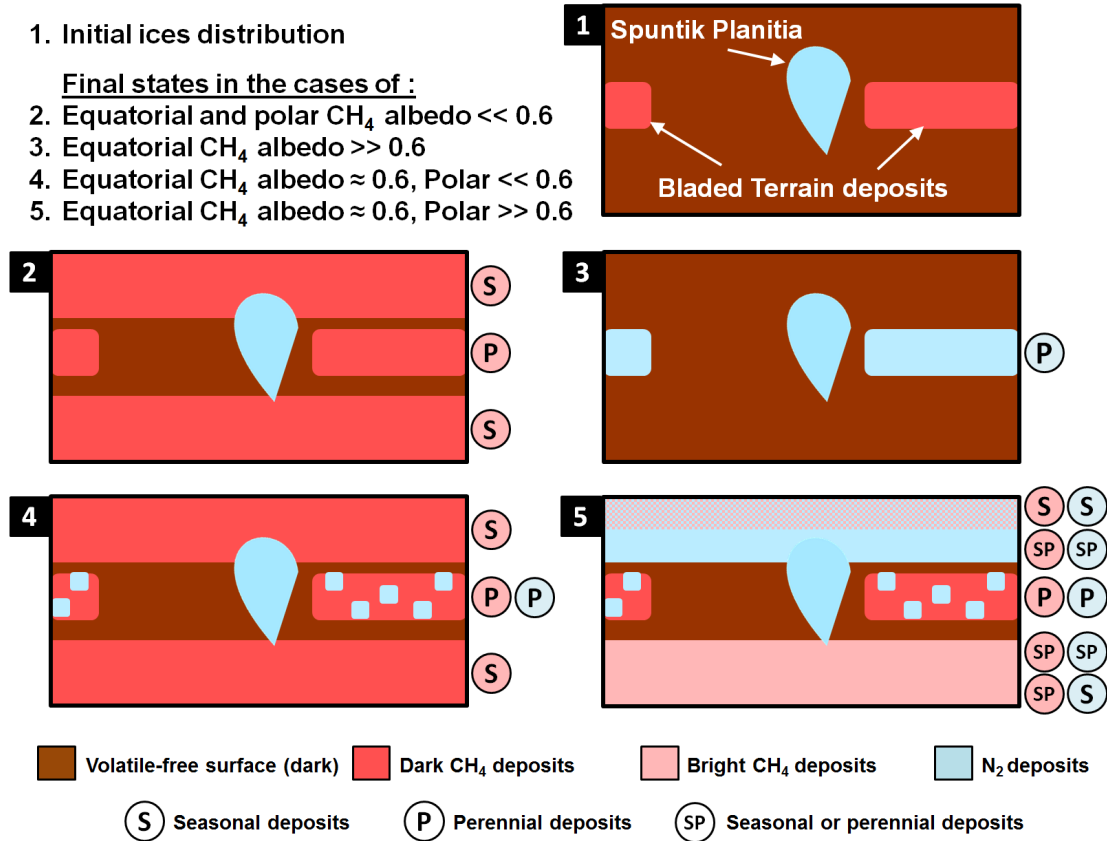 1. Initial ices distribution
Final states in the cases of :
2. Equatorial and polar CH₄ albedo << 0.6
3. Equatorial CH₄ albedo >> 0.6
4. Equatorial CH₄ albedo ≈ 0.6, Polar << 0.6
5. Equatorial CH₄ albedo ≈ 0.6, Polar >> 0.6
1
Spuntik Planitia
Bladed Terrain deposits
2
S
P
S
3
P
4
S
P P
S
5
S S
SP SP
P P
SP SP
SP S
Volatile-free surface (dark)
Dark CH₄ deposits
Bright CH₄ deposits
N₂ deposits
S Seasonal deposits
P Perennial deposits
SP Seasonal or perennial deposits